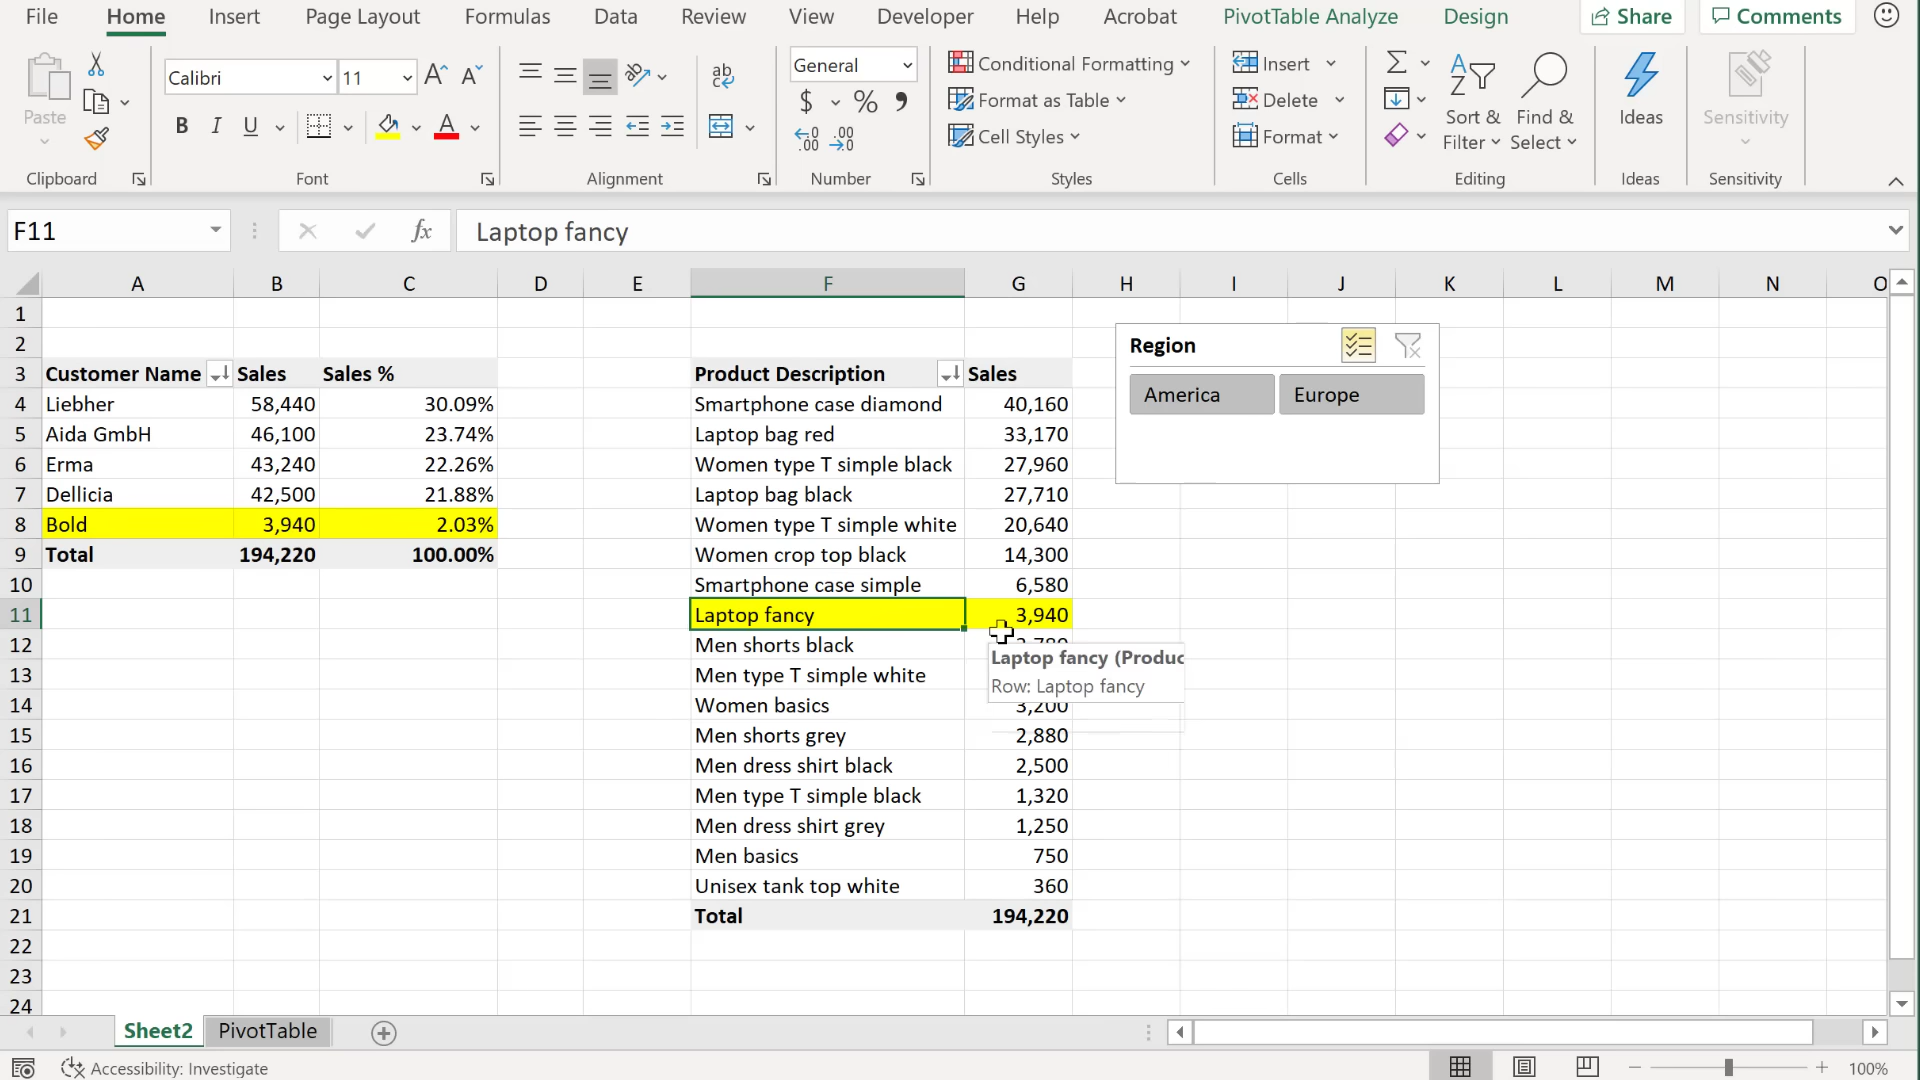 File Home Insert Page Layout Formulas Data Review View Developer Help Acrobat PivotTable Analyze Design Share Comments
Paste
Calibri 11
General
Conditional Formatting
Format as Table
Cell Styles
Insert
Delete
Format
Sort & Filter
Find & Select
Ideas
Sensitivity
Clipboard Font Alignment Number Styles Cells Editing Ideas Sensitivity
F11 fx Laptop fancy
A B C D E F G H I J K L M N O
1
2
3 Customer Name Sales Sales % Product Description Sales
4 Liebher 58,440 30.09% Smartphone case diamond 40,160
5 Aida GmbH 46,100 23.74% Laptop bag red 33,170
6 Erma 43,240 22.26% Women type T simple black 27,960
7 Dellicia 42,500 21.88% Laptop bag black 27,710
8 Bold 3,940 2.03% Women type T simple white 20,640
9 Total 194,220 100.00% Women crop top black 14,300
10 Smartphone case simple 6,580
11 Laptop fancy 3,940
12 Men shorts black
13 Men type T simple white
14 Women basics 3,200
15 Men shorts grey 2,880
16 Men dress shirt black 2,500
17 Men type T simple black 1,320
18 Men dress shirt grey 1,250
19 Men basics 750
20 Unisex tank top white 360
21 Total 194,220
22
23
24
Region
America Europe
Laptop fancy (Produc
Row: Laptop fancy
Sheet2 PivotTable
Accessibility: Investigate 100%